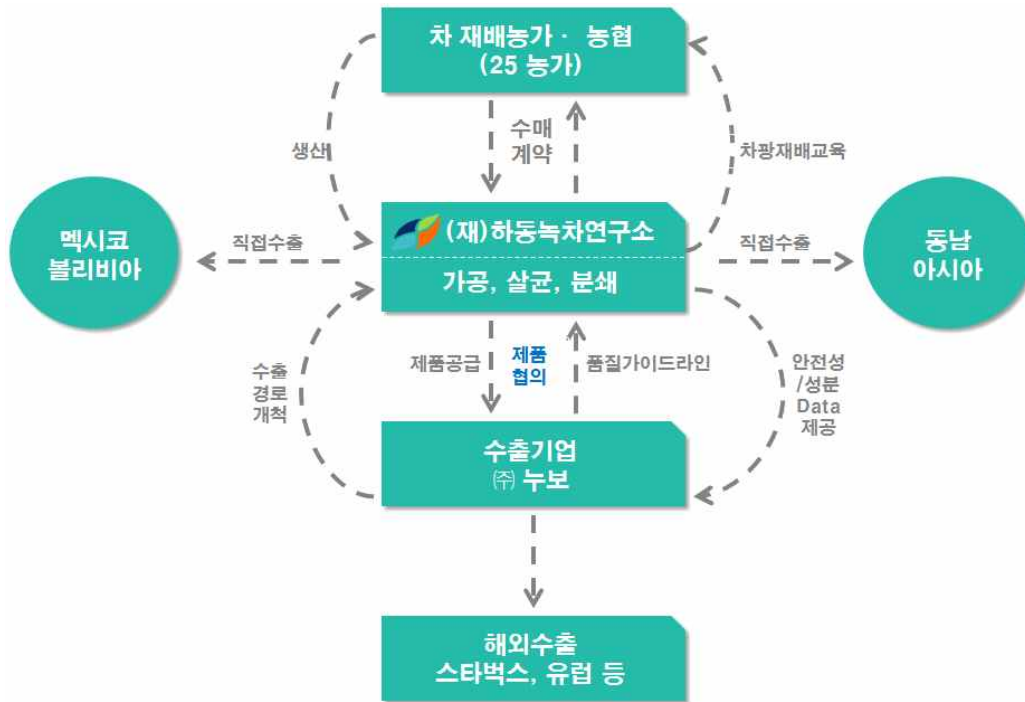 차 재배농가 · 농협
(25 농가)
생산
수매
계약
차광재배교육
멕시코
볼리비아
직접수출
(재)하동녹차연구소
가공, 살균, 분쇄
직접수출
동남
아시아
수출
경로
개척
제품공급
제품
협의
품질가이드라인
안전성
/성분
Data
제공
수출기업
㈜ 누보
해외수출
스타벅스, 유럽 등